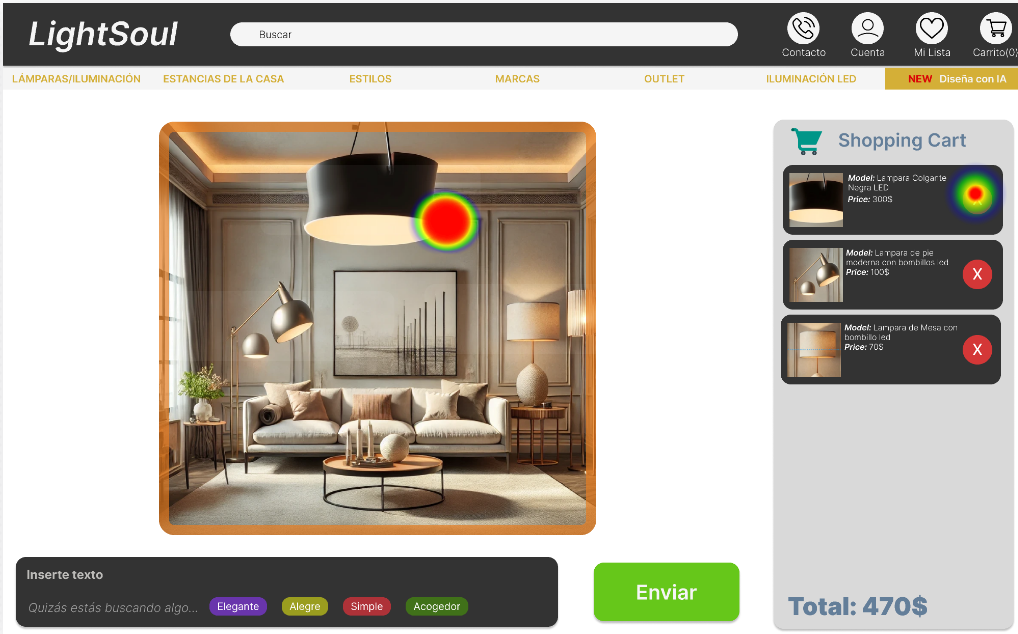 LightSoul
Buscar
Contacto
Cuenta
Mi Lista
Carrito(0)
LÁMPARAS/ILUMINACIÓN
ESTANCIAS DE LA CASA
ESTILOS
MARCAS
OUTLET
ILUMINACIÓN LED
NEW Diseña con IA
Shopping Cart
Model: Lampara Colgante
Negra LED
Price: 300$
Model: Lampara de pie
moderna con bombillos led
Price: 100$
X
Model: Lampara de Mesa con
bombillo led
Price: 70$
X
Total: 470$
Inserte texto
Quizás estás buscando algo...
Elegante
Alegre
Simple
Acogedor
Enviar